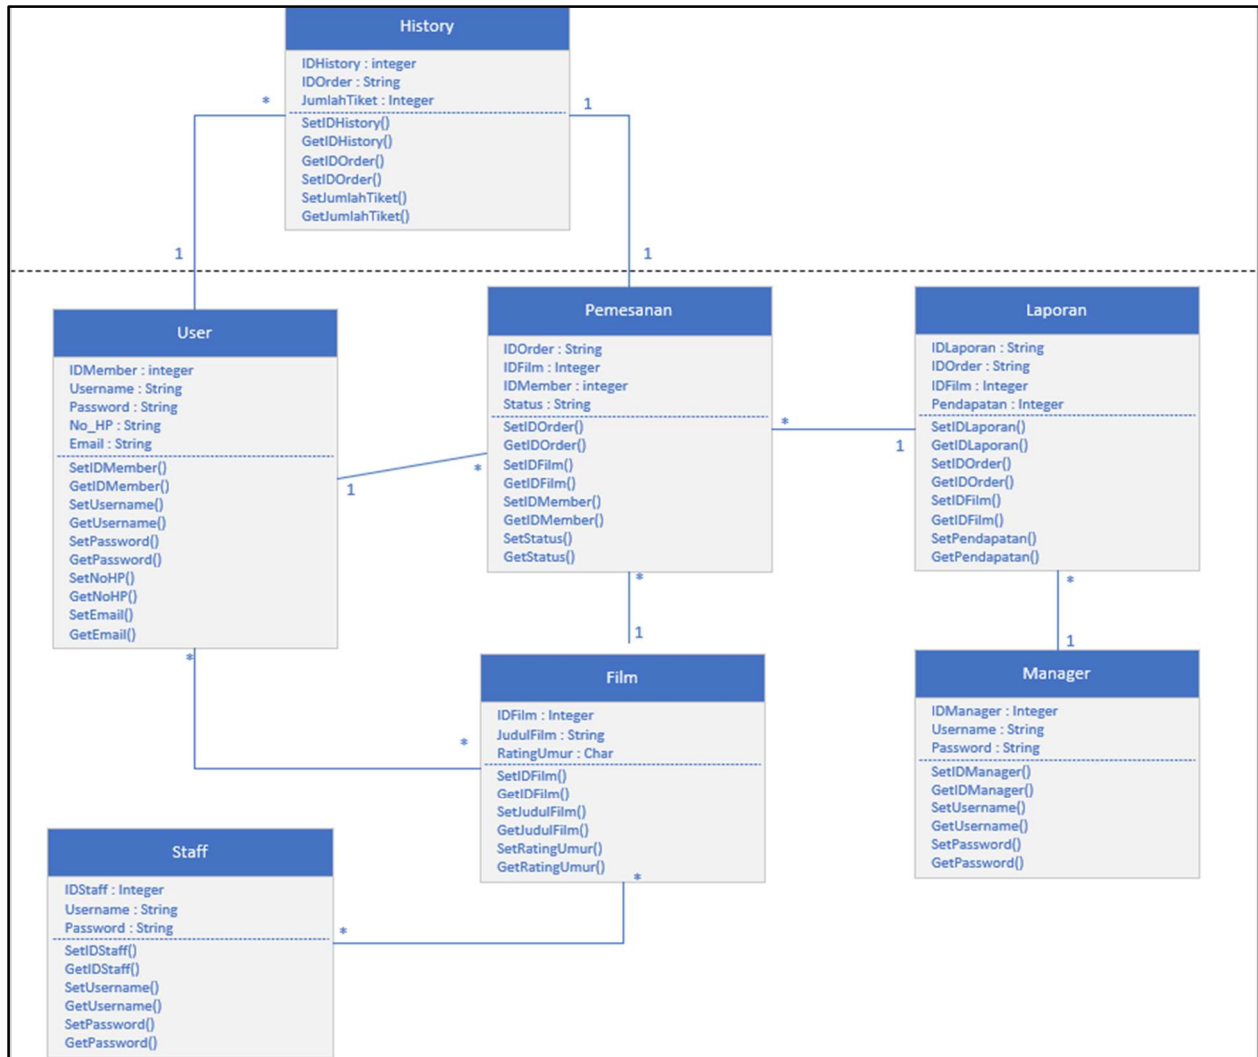 History
IDHistory : integer
IDOrder : String
JumlahTiket : Integer
SetIDHistory()
GetIDHistory()
GetIDOrder()
SetIDOrder()
SetJumlahTiket()
GetJumlahTiket()
*
1
1
1
User
IDMember : integer
Username : String
Password : String
No_HP : String
Email : String
SetIDMember()
GetIDMember()
SetUsername()
GetUsername()
SetPassword()
GetPassword()
SetNoHP()
GetNoHP()
SetEmail()
GetEmail()
1
*
*
*
Pemesanan
IDOrder : String
IDFilm : Integer
IDMember : integer
Status : String
SetIDOrder()
GetIDOrder()
SetIDFilm()
GetIDFilm()
SetIDMember()
GetIDMember()
SetStatus()
GetStatus()
*
1
*
1
Laporan
IDLaporan : String
IDOrder : String
IDFilm : Integer
Pendapatan : Integer
SetIDLaporan()
GetIDLaporan()
SetIDOrder()
GetIDOrder()
SetIDFilm()
GetIDFilm()
SetPendapatan()
GetPendapatan()
*
1
Film
IDFilm : Integer
JudulFilm : String
RatingUmur : Char
SetIDFilm()
GetIDFilm()
SetJudulFilm()
GetJudulFilm()
SetRatingUmur()
GetRatingUmur()
*
*
Manager
IDManager : Integer
Username : String
Password : String
SetIDManager()
GetIDManager()
SetUsername()
GetUsername()
SetPassword()
GetPassword()
Staff
IDStaff : Integer
Username : String
Password : String
SetIDStaff()
GetIDStaff()
SetUsername()
GetUsername()
SetPassword()
GetPassword()